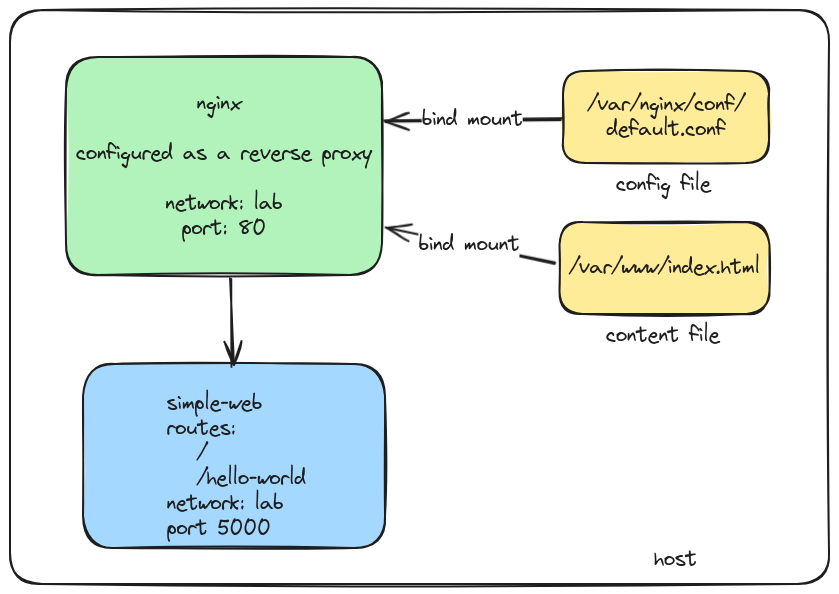 nginx
configured as a reverse proxy
network: lab
port: 80
bind mount
/var/nginx/conf/
default.conf
config file
bind mount
/var/www/index.html
content file
simple-web
routes:
/
/hello-world
network: lab
port 5000
host